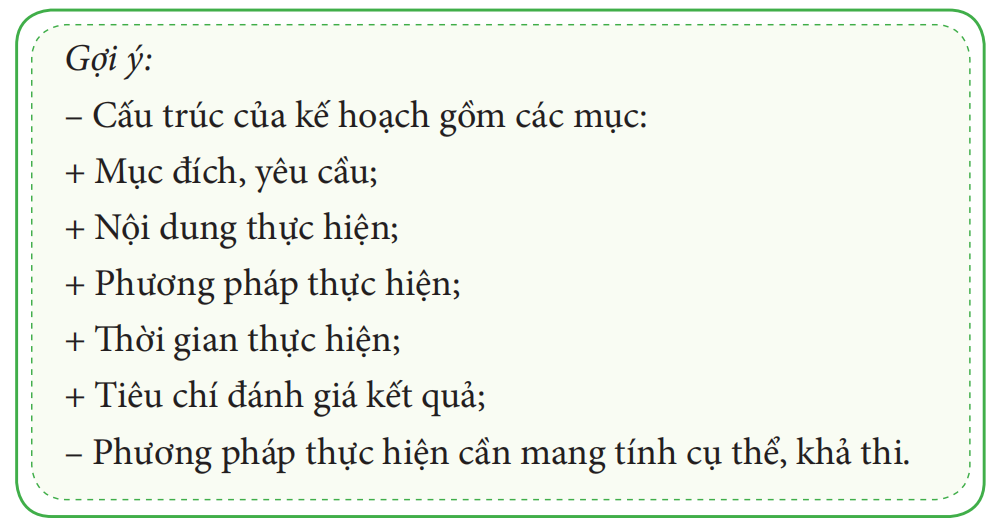 Gợi ý:
– Cấu trúc của kế hoạch gồm các mục:
+ Mục đích, yêu cầu;
+ Nội dung thực hiện;
+ Phương pháp thực hiện;
+ Thời gian thực hiện;
+ Tiêu chí đánh giá kết quả;
– Phương pháp thực hiện cần mang tính cụ thể, khả thi.